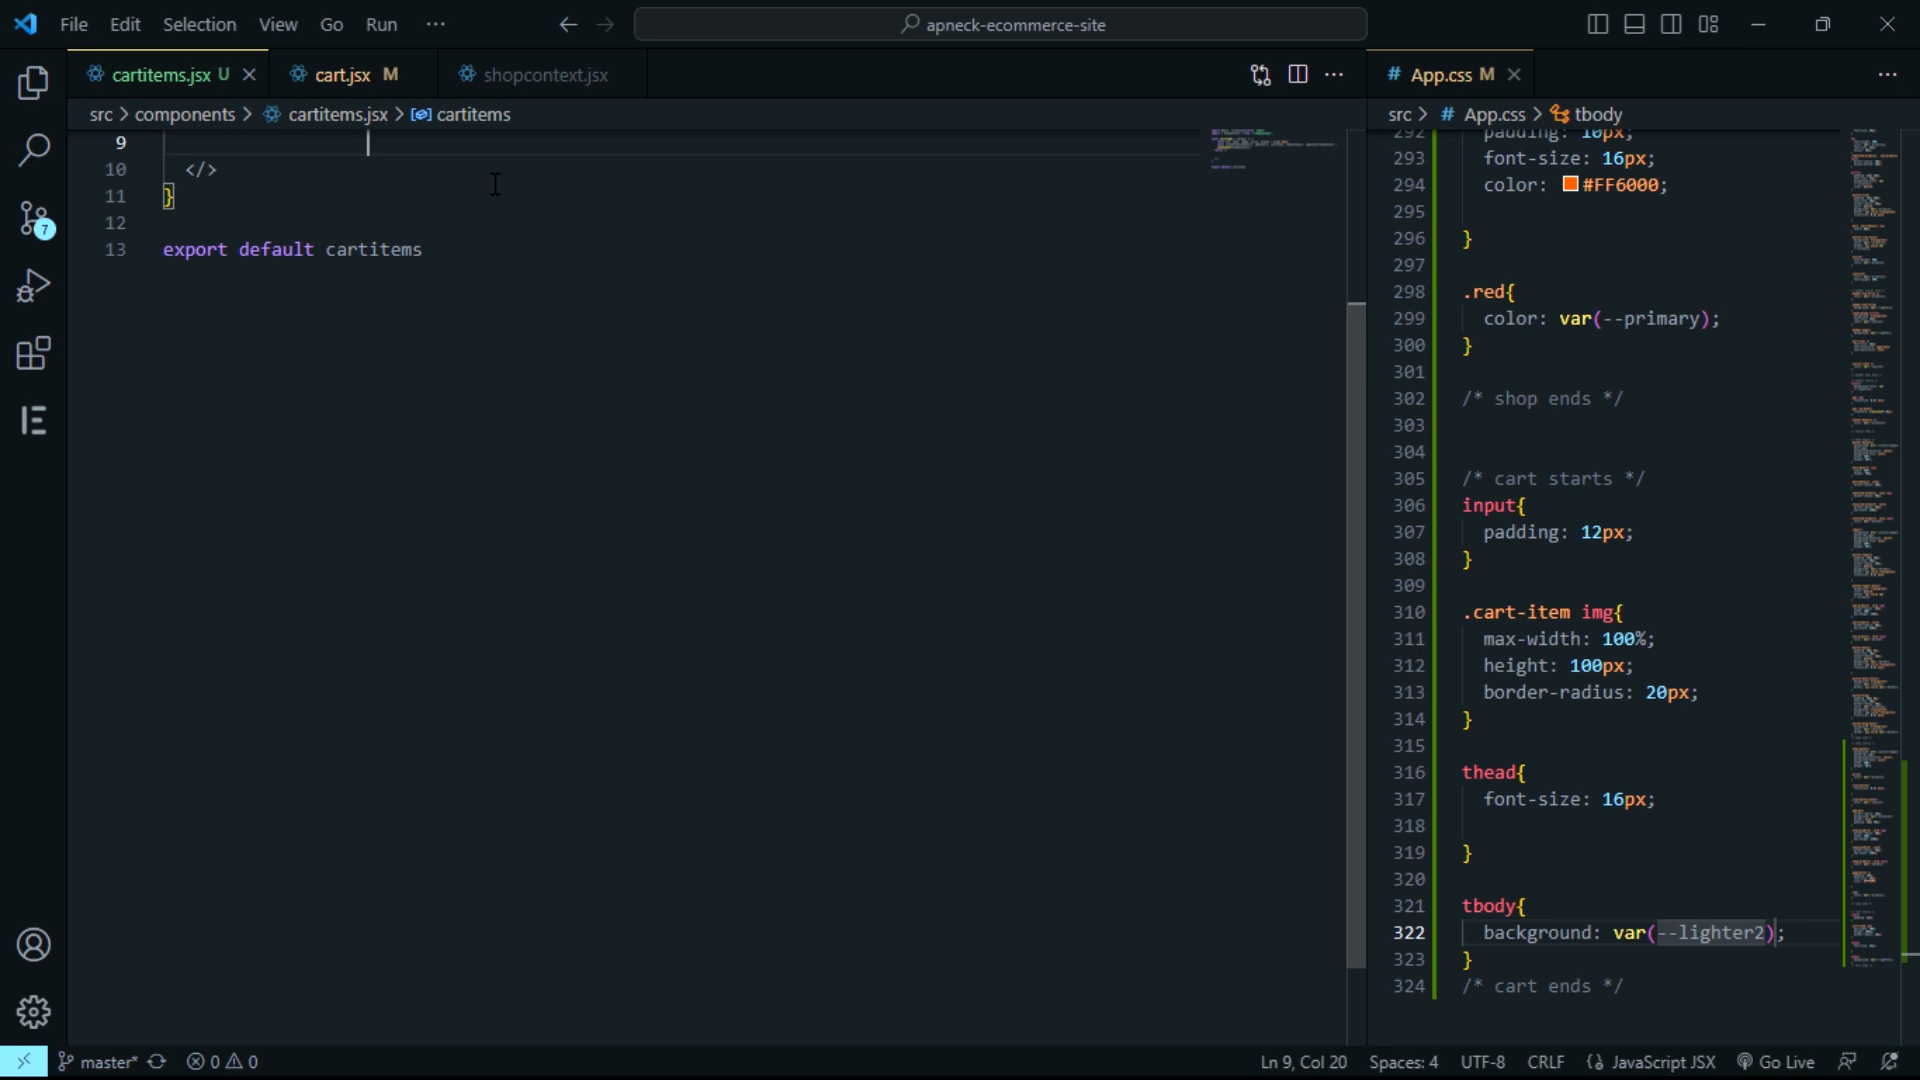 File Edit Selection View Go Run ···
apneck-ecommerce-site
cartitems.jsx U
cart.jsx M
shopcontext.jsx
src > components > cartitems.jsx > cartitems
9
10 </>
11 }
12
13 export default cartitems
# App.css M
src > # App.css > tbody
292 padding: 10px;
293 font-size: 16px;
294 color: #FF6000;
295
296 }
297
298 .red{
299 color: var(--primary);
300 }
301
302 /* shop ends */
303
304
305 /* cart starts */
306 input{
307 padding: 12px;
308 }
309
310 .cart-item img{
311 max-width: 100%;
312 height: 100px;
313 border-radius: 20px;
314 }
315
316 thead{
317 font-size: 16px;
318
319 }
320
321 tbody{
322 background: var(--lighter2);
323 }
324 /* cart ends */
7
master* 0 0
Ln 9, Col 20 Spaces: 4 UTF-8 CRLF {} JavaScript JSX Go Live